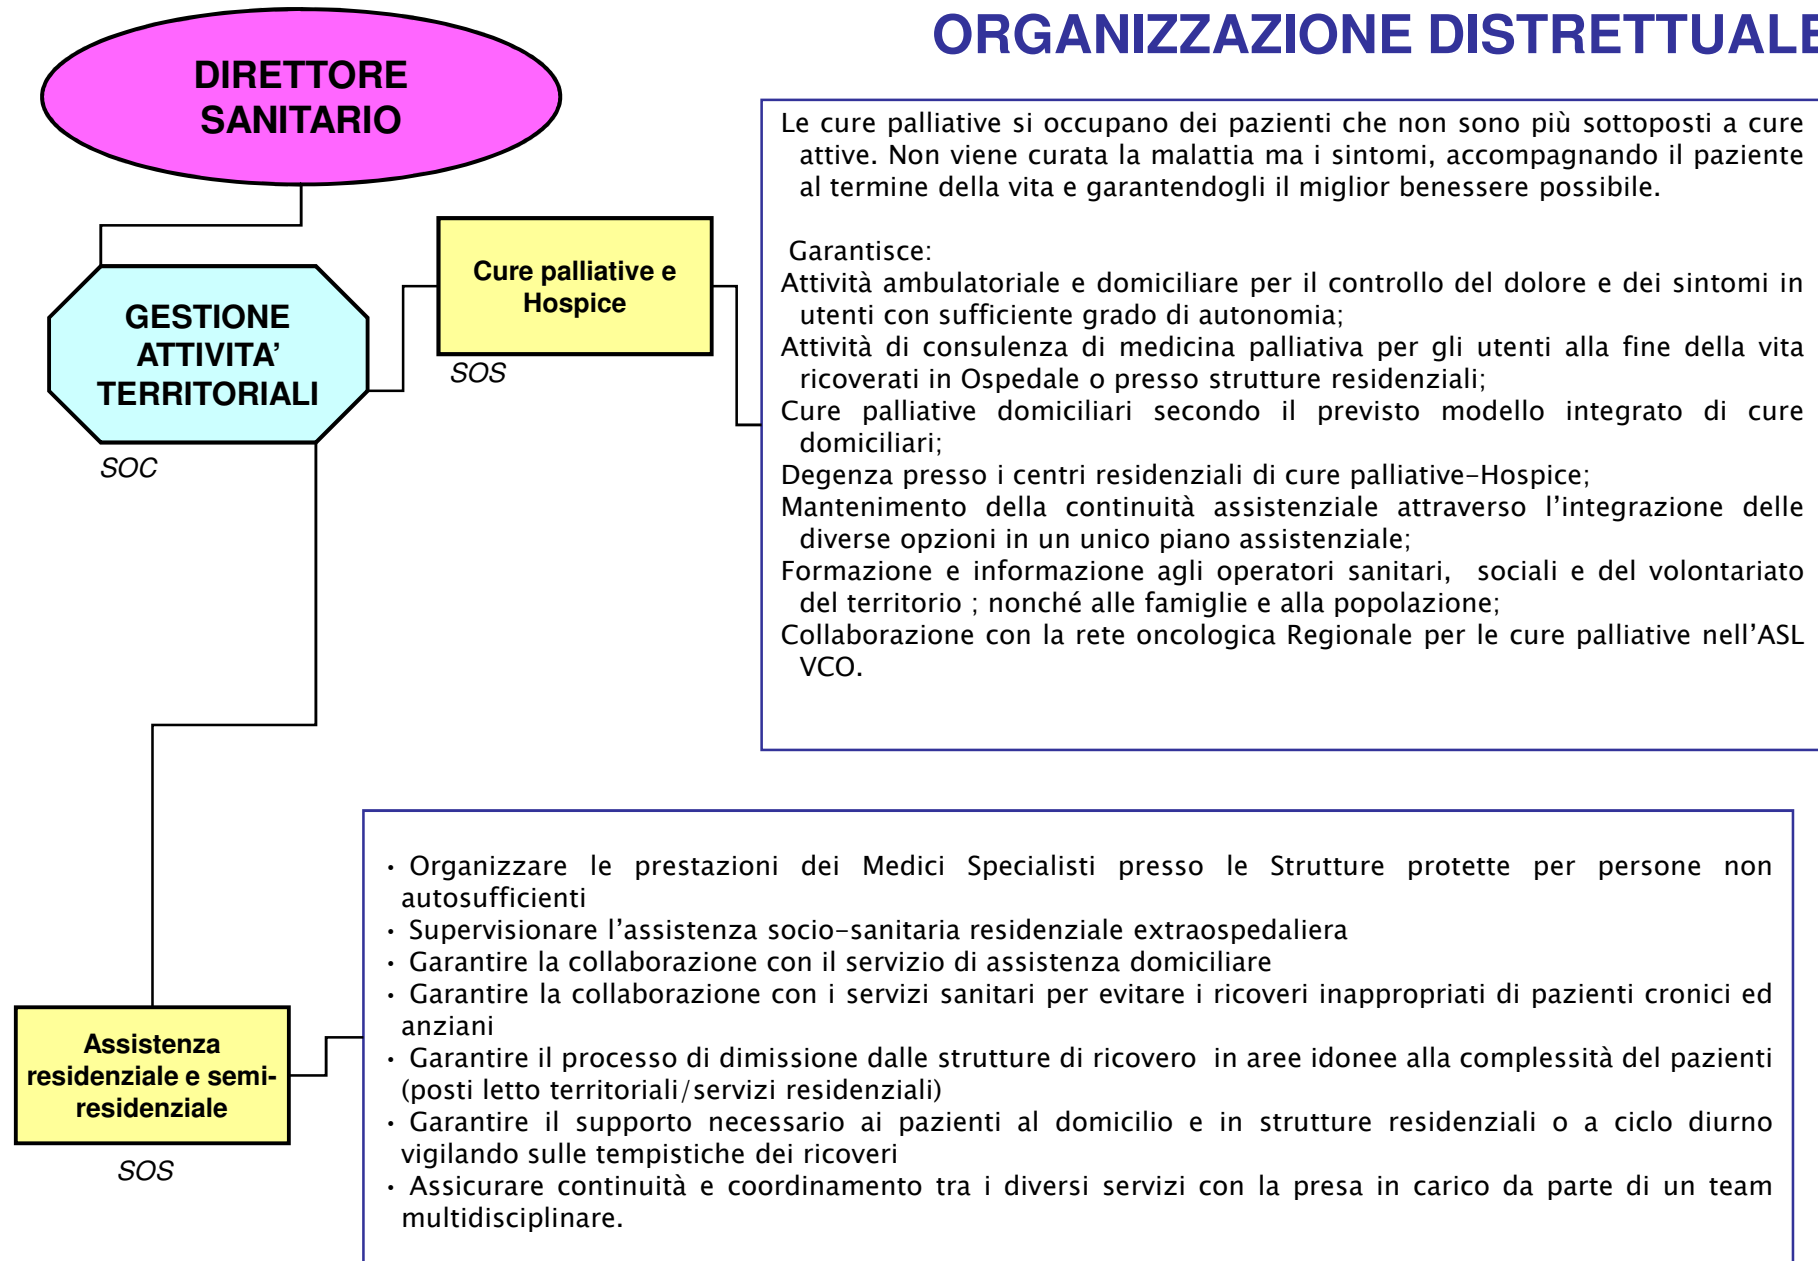 ORGANIZZAZIONE DISTRETTUALE
DIRETTORE
SANITARIO
Le cure palliative si occupano dei pazienti che non sono più sottoposti a cure
attive. Non viene curata la malattia ma i sintomi, accompagnando il paziente
al termine della vita e garantendogli il miglior benessere possibile.
Garantisce:
Attività ambulatoriale e domiciliare per il controllo del dolore e dei sintomi in
utenti con sufficiente grado di autonomia;
Attività di consulenza di medicina palliativa per gli utenti alla fine della vita
ricoverati in Ospedale o presso strutture residenziali;
Cure palliative domiciliari secondo il previsto modello integrato di cure
domiciliari;
Degenza presso i centri residenziali di cure palliative-Hospice;
Mantenimento della continuità assistenziale attraverso l'integrazione delle
diverse opzioni in un unico piano assistenziale;
Formazione e informazione agli operatori sanitari, sociali e del volontariato
del territorio ; nonché alle famiglie e alla popolazione;
Collaborazione con la rete oncologica Regionale per le cure palliative nell'ASL
VCO.
Cure palliative e
Hospice
SOS
GESTIONE
ATTIVITA'
TERRITORIALI
SOC
• Organizzare le prestazioni dei Medici Specialisti presso le Strutture protette per persone non
autosufficienti
• Supervisionare l'assistenza socio-sanitaria residenziale extraospedaliera
• Garantire la collaborazione con il servizio di assistenza domiciliare
• Garantire la collaborazione con i servizi sanitari per evitare i ricoveri inappropriati di pazienti cronici ed
anziani
• Garantire il processo di dimissione dalle strutture di ricovero in aree idonee alla complessità del pazienti
(posti letto territoriali/servizi residenziali)
• Garantire il supporto necessario ai pazienti al domicilio e in strutture residenziali o a ciclo diurno
vigilando sulle tempistiche dei ricoveri
• Assicurare continuità e coordinamento tra i diversi servizi con la presa in carico da parte di un team
multidisciplinare.
Assistenza
residenziale e semi-
residenziale
SOS